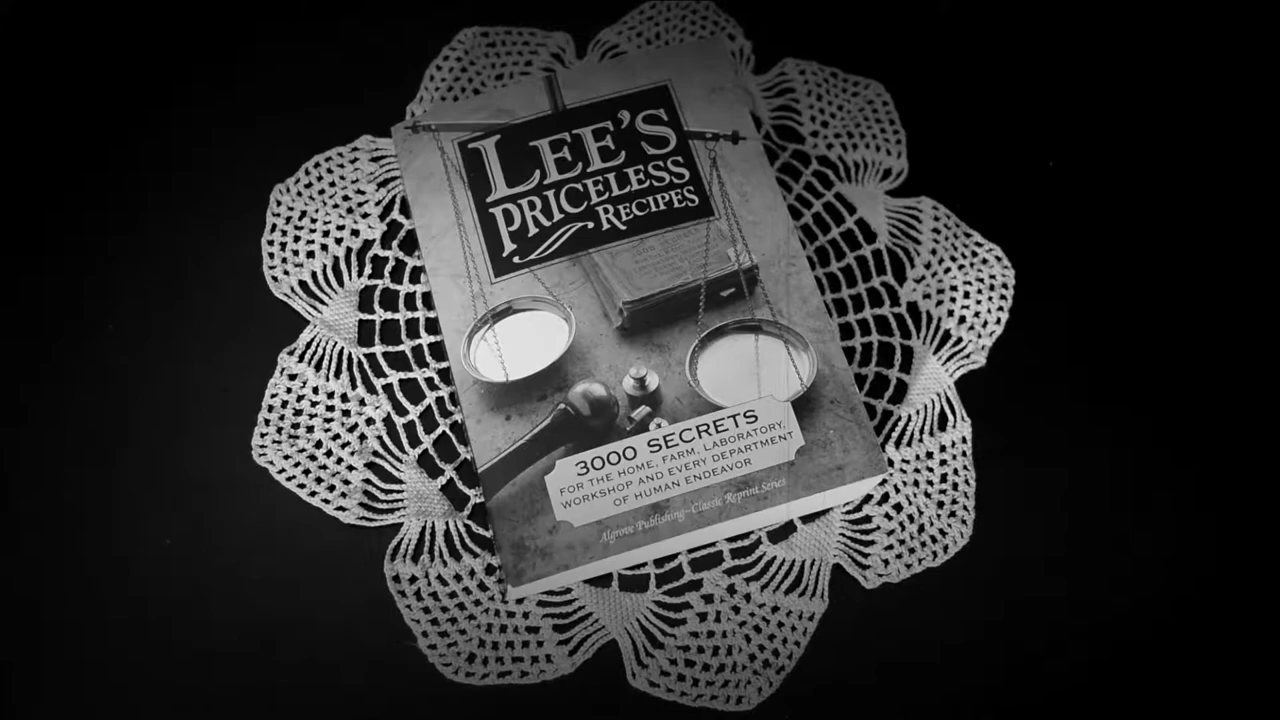 LEE'S
PRICELESS
RECIPES
3000 SECRETS
FOR THE HOME, FARM, LABORATORY,
WORKSHOP AND EVERY DEPARTMENT
OF HUMAN ENDEAVOR
Algrove Publishing~Classic Reprint Series